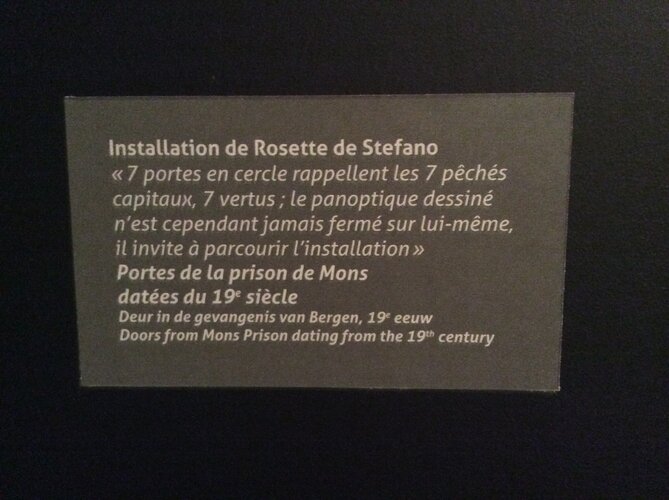 Installation de Rosette de Stefano
« 7 portes en cercle rappellent les 7 pêchés
capitaux, 7 vertus ; le panoptique dessiné
n'est cependant jamais fermé sur lui-même,
il invite à parcourir l'installation »
Portes de la prison de Mons
datées du 19e siècle
Deur in de gevangenis van Bergen, 19e eeuw
Doors from Mons Prison dating from the 19th century